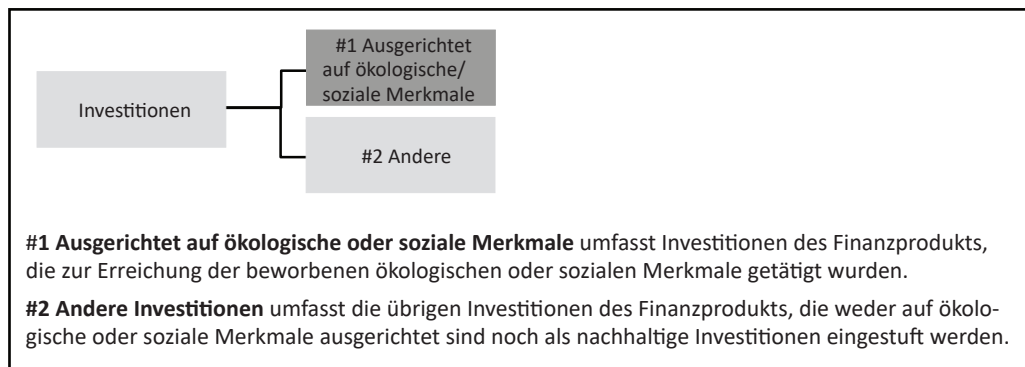 #1 Ausgerichtet
auf ökologische/
soziale Merkmale
Investitionen
#2 Andere
#1 Ausgerichtet auf ökologische oder soziale Merkmale umfasst Investitionen des Finanzprodukts,
die zur Erreichung der beworbenen ökologischen oder sozialen Merkmale getätigt wurden.
#2 Andere Investitionen umfasst die übrigen Investitionen des Finanzprodukts, die weder auf ökolo-
gische oder soziale Merkmale ausgerichtet sind noch als nachhaltige Investitionen eingestuft werden.